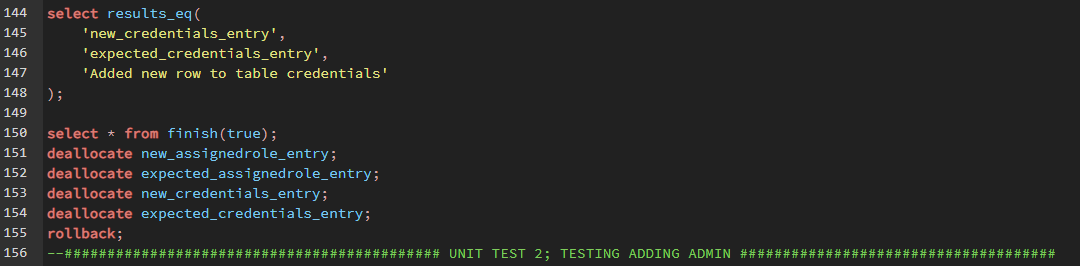 144 select results_eq(
145     'new_credentials_entry',
146     'expected_credentials_entry',
147     'Added new row to table credentials'
148 );
149
150 select * from finish(true);
151 deallocate new_assignedrole_entry;
152 deallocate expected_assignedrole_entry;
153 deallocate new_credentials_entry;
154 deallocate expected_credentials_entry;
155 rollback;
156 --############################################ UNIT TEST 2; TESTING ADDING ADMIN #####################################